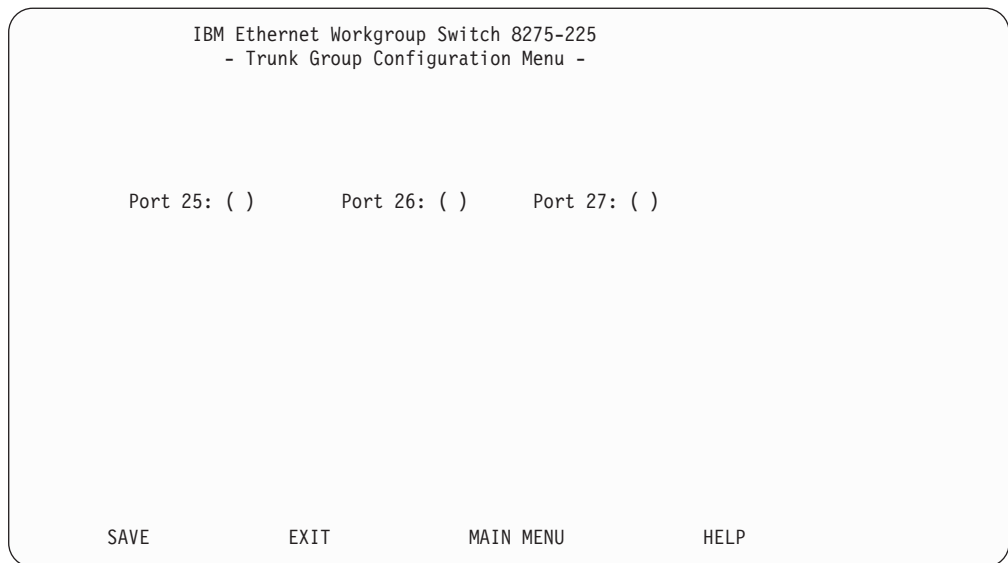 IBM Ethernet Workgroup Switch 8275-225
- Trunk Group Configuration Menu -
Port 25: ( ) Port 26: ( ) Port 27: ( )
SAVE EXIT MAIN MENU HELP